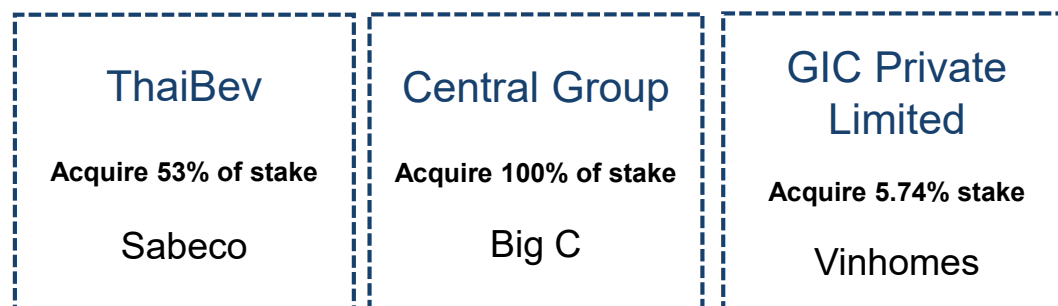 ThaiBev
Acquire 53% of stake
Sabeco
Central Group
Acquire 100% of stake
Big C
GIC Private
Limited
Acquire 5.74% stake
Vinhomes